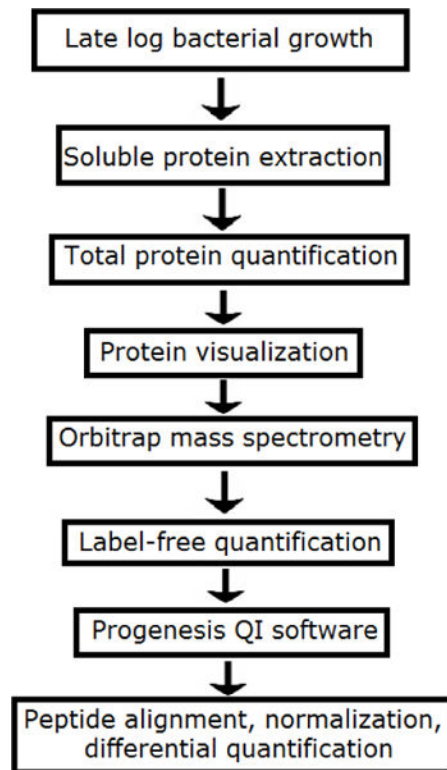 Late log bacterial growth
Soluble protein extraction
Total protein quantification
Protein visualization
Orbitrap mass spectrometry
Label-free quantification
Progenesis QI software
Peptide alignment, normalization,
differential quantification